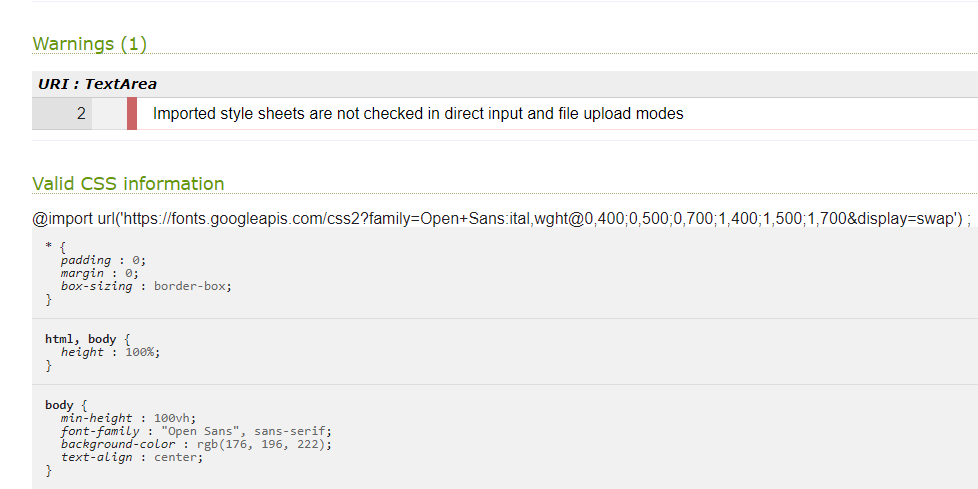 Warnings (1)
URI : TextArea
2 Imported style sheets are not checked in direct input and file upload modes
Valid CSS information
@import url('https://fonts.googleapis.com/css2?family=Open+Sans:ital,wght@0,400;0,500;0,700;1,400;1,500;1,700&display=swap') ;
* {
padding : 0;
margin : 0;
box-sizing : border-box;
}
html, body {
height : 100%;
}
body {
min-height : 100vh;
font-family : "Open Sans", sans-serif;
background-color : rgb(176, 196, 222);
text-align : center;
}